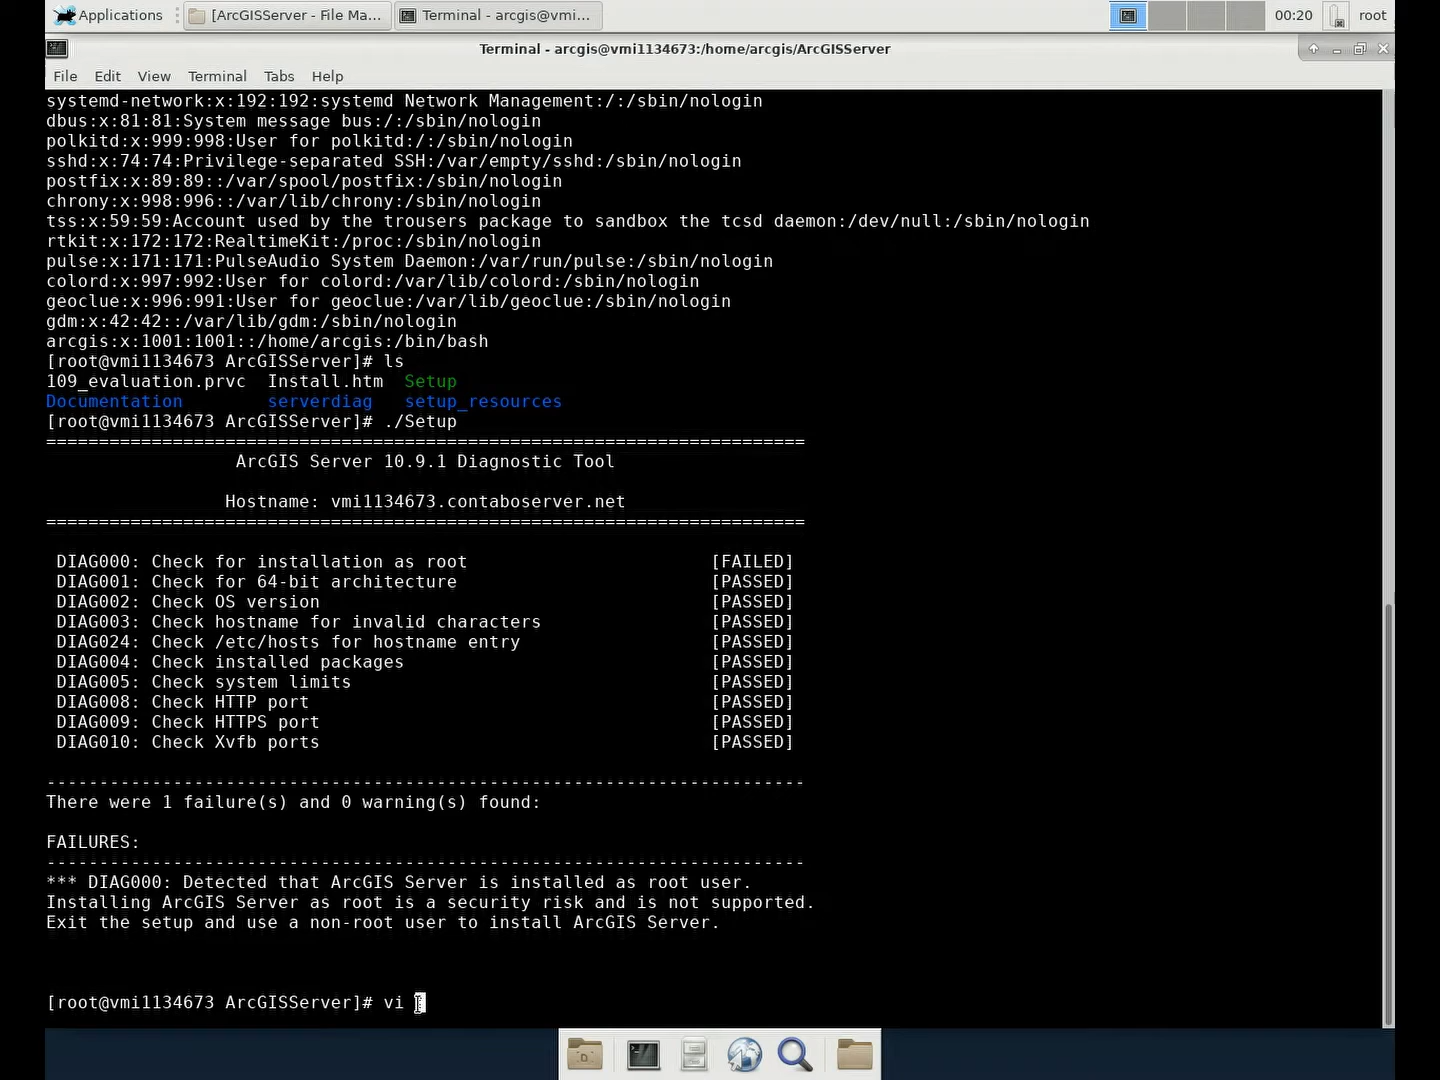 Applications
[ArcGISServer - File Ma...
Terminal - arcgis@vmi...
00:20
root
Terminal - arcgis@vmi1134673:/home/arcgis/ArcGISServer
File Edit View Terminal Tabs Help
systemd-network:x:192:192:systemd Network Management:/:/sbin/nologin
dbus:x:81:81:System message bus:/:/sbin/nologin
polkitd:x:999:998:User for polkitd:/:/sbin/nologin
sshd:x:74:74:Privilege-separated SSH:/var/empty/sshd:/sbin/nologin
postfix:x:89:89::/var/spool/postfix:/sbin/nologin
chrony:x:998:996::/var/lib/chrony:/sbin/nologin
tss:x:59:59:Account used by the trousers package to sandbox the tcsd daemon:/dev/null:/sbin/nologin
rtkit:x:172:172:RealtimeKit:/proc:/sbin/nologin
pulse:x:171:171:PulseAudio System Daemon:/var/run/pulse:/sbin/nologin
colord:x:997:992:User for colord:/var/lib/colord:/sbin/nologin
geoclue:x:996:991:User for geoclue:/var/lib/geoclue:/sbin/nologin
gdm:x:42:42::/var/lib/gdm:/sbin/nologin
arcgis:x:1001:1001::/home/arcgis:/bin/bash
[root@vmi1134673 ArcGISServer]# ls
109_evaluation.prvc  Install.htm  Setup
Documentation        serverdiag   setup_resources
[root@vmi1134673 ArcGISServer]# ./Setup
========================================================================
ArcGIS Server 10.9.1 Diagnostic Tool
Hostname: vmi1134673.contaboserver.net
========================================================================
DIAG000: Check for installation as root [FAILED]
DIAG001: Check for 64-bit architecture [PASSED]
DIAG002: Check OS version [PASSED]
DIAG003: Check hostname for invalid characters [PASSED]
DIAG024: Check /etc/hosts for hostname entry [PASSED]
DIAG004: Check installed packages [PASSED]
DIAG005: Check system limits [PASSED]
DIAG008: Check HTTP port [PASSED]
DIAG009: Check HTTPS port [PASSED]
DIAG010: Check Xvfb ports [PASSED]
------------------------------------------------------------------------
There were 1 failure(s) and 0 warning(s) found:
FAILURES:
------------------------------------------------------------------------
*** DIAG000: Detected that ArcGIS Server is installed as root user.
Installing ArcGIS Server as root is a security risk and is not supported.
Exit the setup and use a non-root user to install ArcGIS Server.
[root@vmi1134673 ArcGISServer]# vi